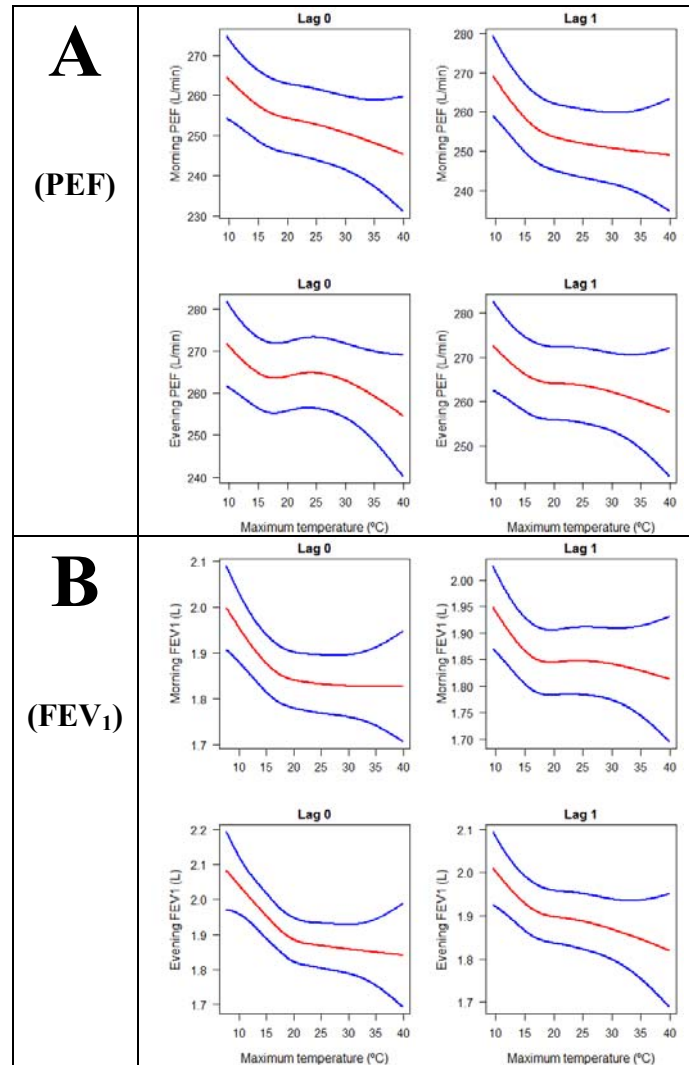 A
(PEF)
Lag 0
Morning PEF (L/min)
270
260
250
240
230
10 15 20 25 30 35 40
Lag 1
Morning PEF (L/min)
280
270
260
250
240
10 15 20 25 30 35 40
Lag 0
Evening PEF (L/min)
280
270
260
250
240
10 15 20 25 30 35 40
Maximum temperature (ºC)
Lag 1
Evening PEF (L/min)
280
270
260
250
10 15 20 25 30 35 40
Maximum temperature (ºC)
B
(FEV₁)
Lag 0
Morning FEV1 (L)
2.1
2.0
1.9
1.8
1.7
10 15 20 25 30 35 40
Lag 1
Morning FEV1 (L)
2.00
1.95
1.90
1.85
1.80
1.75
1.70
10 15 20 25 30 35 40
Lag 0
Evening FEV1 (L)
2.2
2.1
2.0
1.9
1.8
1.7
10 15 20 25 30 35 40
Maximum temperature (ºC)
Lag 1
Evening FEV1 (L)
2.1
2.0
1.9
1.8
1.7
10 15 20 25 30 35 40
Maximum temperature (ºC)